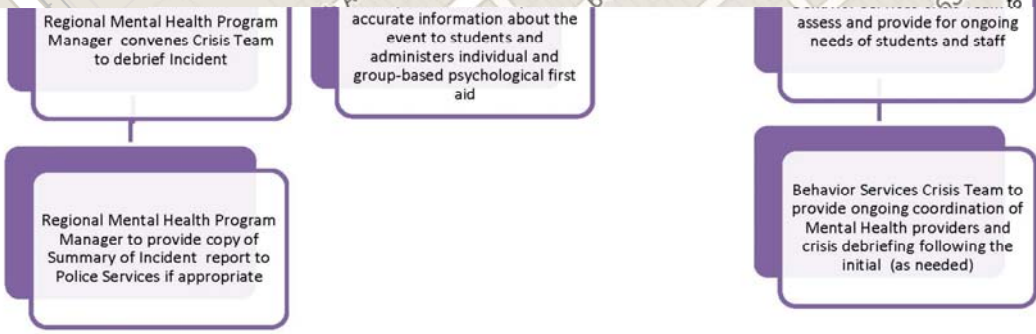 Regional Mental Health Program
Manager convenes Crisis Team
to debrief Incident
accurate information about the
event to students and
administers individual and
group-based psychological first
aid
to
assess and provide for ongoing
needs of students and staff
Regional Mental Health Program
Manager to provide copy of
Summary of Incident report to
Police Services if appropriate
Behavior Services Crisis Team to
provide ongoing coordination of
Mental Health providers and
crisis debriefing following the
initial (as needed)